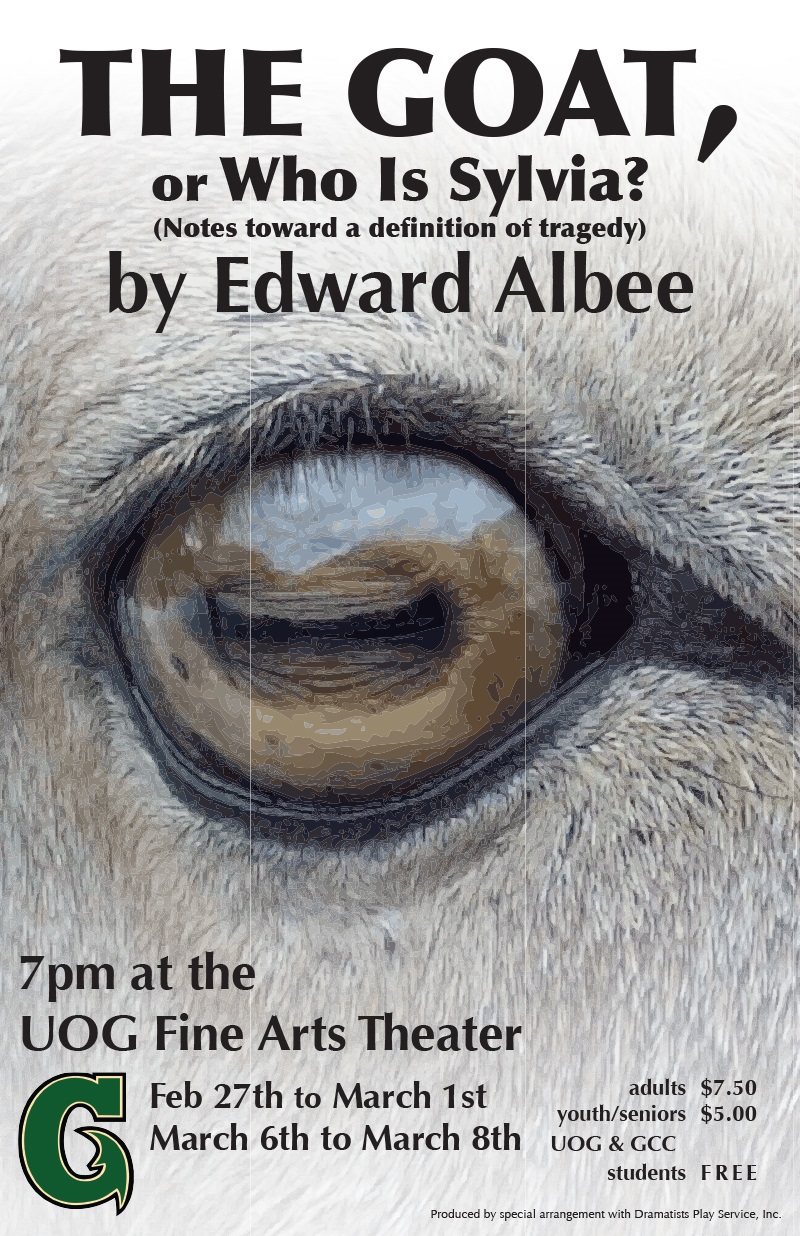 THE GOAT,
or Who Is Sylvia?
(Notes toward a definition of tragedy)
by Edward Albee
7pm at the
UOG Fine Arts Theater
G
Feb 27th to March 1st
March 6th to March 8th
adults $7.50
youth/seniors $5.00
UOG & GCC
students FREE
Produced by special arrangement with Dramatists Play Service, Inc.